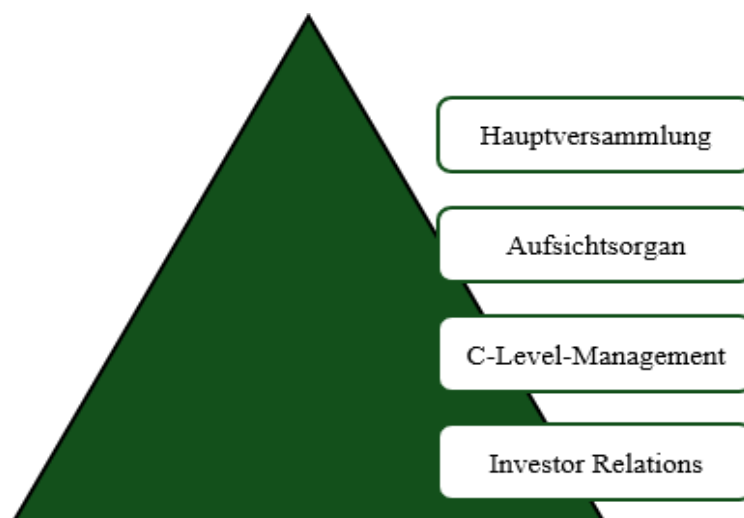 Hauptversammlung
Aufsichtsorgan
C-Level-Management
Investor Relations